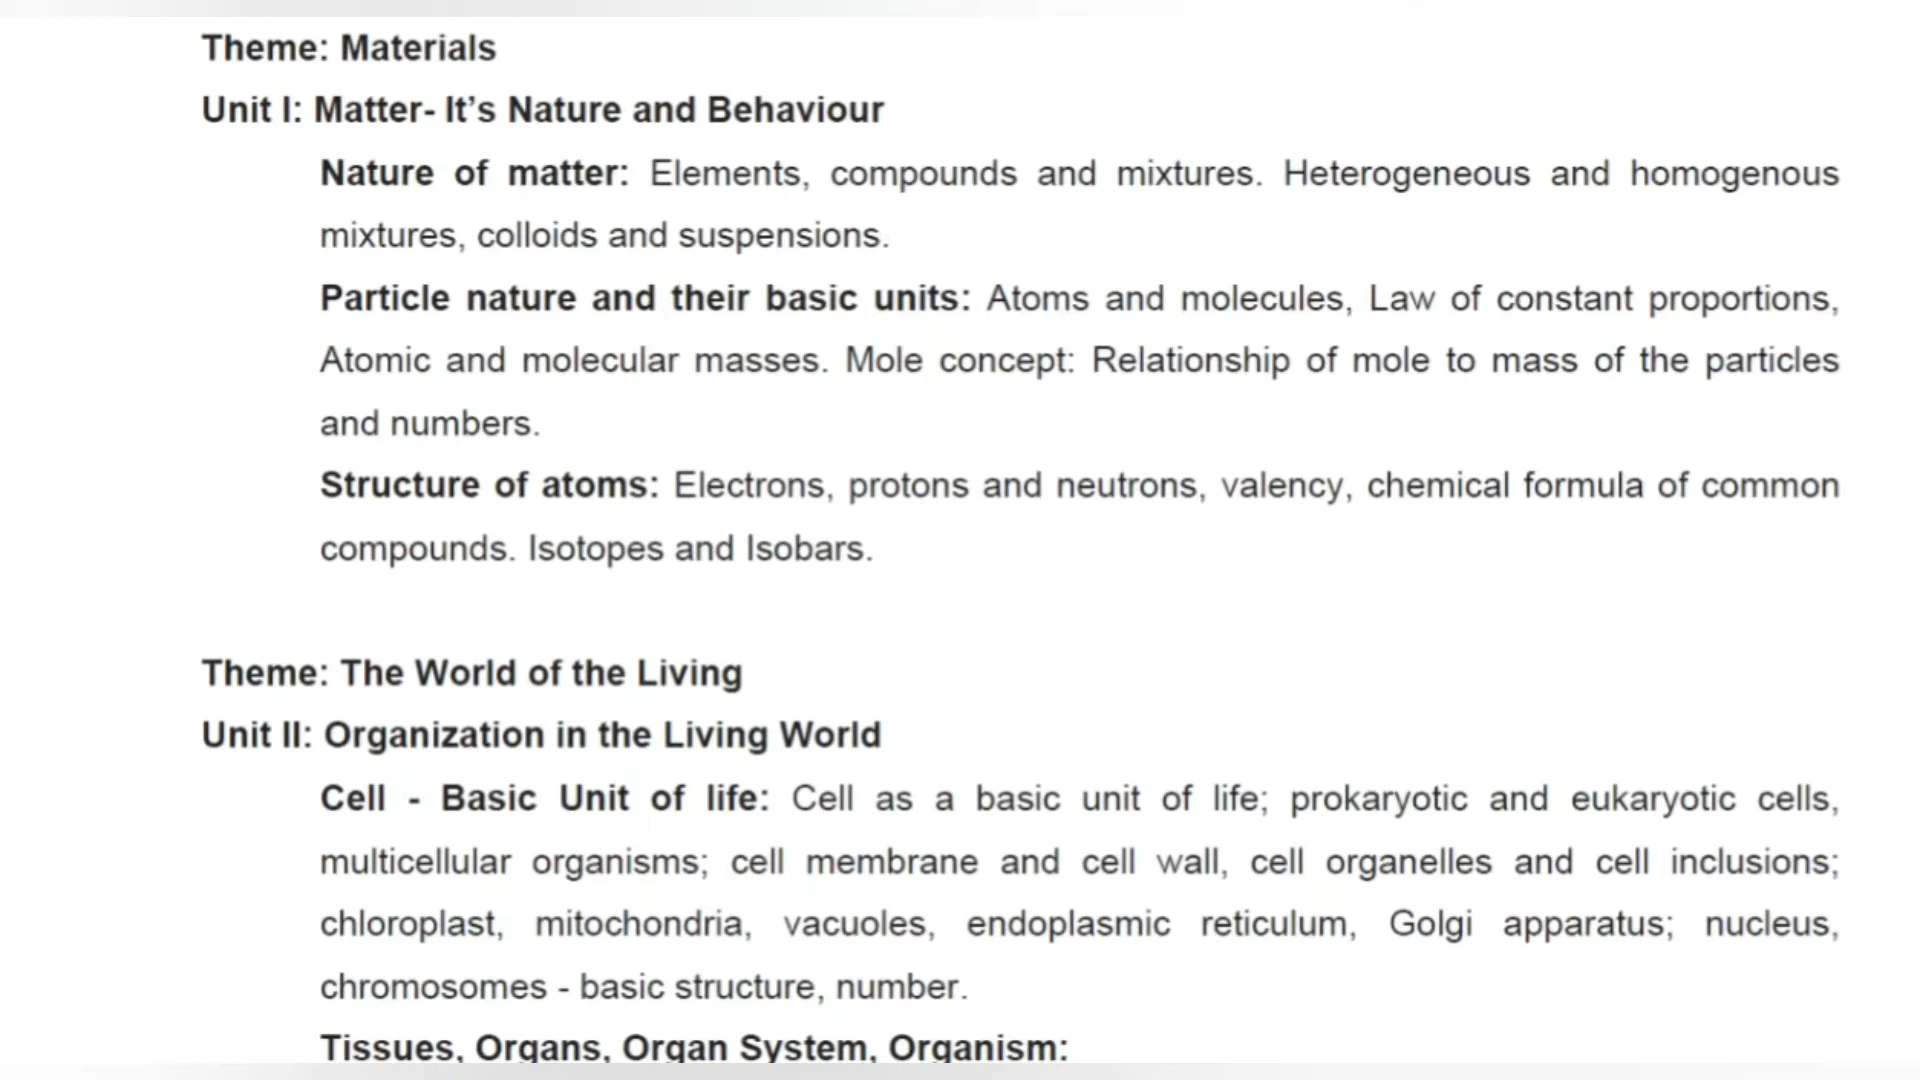 Theme: Materials
Unit I: Matter- It’s Nature and Behaviour
Nature of matter: Elements, compounds and mixtures. Heterogeneous and homogenous
mixtures, colloids and suspensions.
Particle nature and their basic units: Atoms and molecules, Law of constant proportions,
Atomic and molecular masses. Mole concept: Relationship of mole to mass of the particles
and numbers.
Structure of atoms: Electrons, protons and neutrons, valency, chemical formula of common
compounds. Isotopes and Isobars.
Theme: The World of the Living
Unit II: Organization in the Living World
Cell - Basic Unit of life: Cell as a basic unit of life; prokaryotic and eukaryotic cells,
multicellular organisms; cell membrane and cell wall, cell organelles and cell inclusions;
chloroplast, mitochondria, vacuoles, endoplasmic reticulum, Golgi apparatus; nucleus,
chromosomes - basic structure, number.
Tissues, Organs, Organ System, Organism: